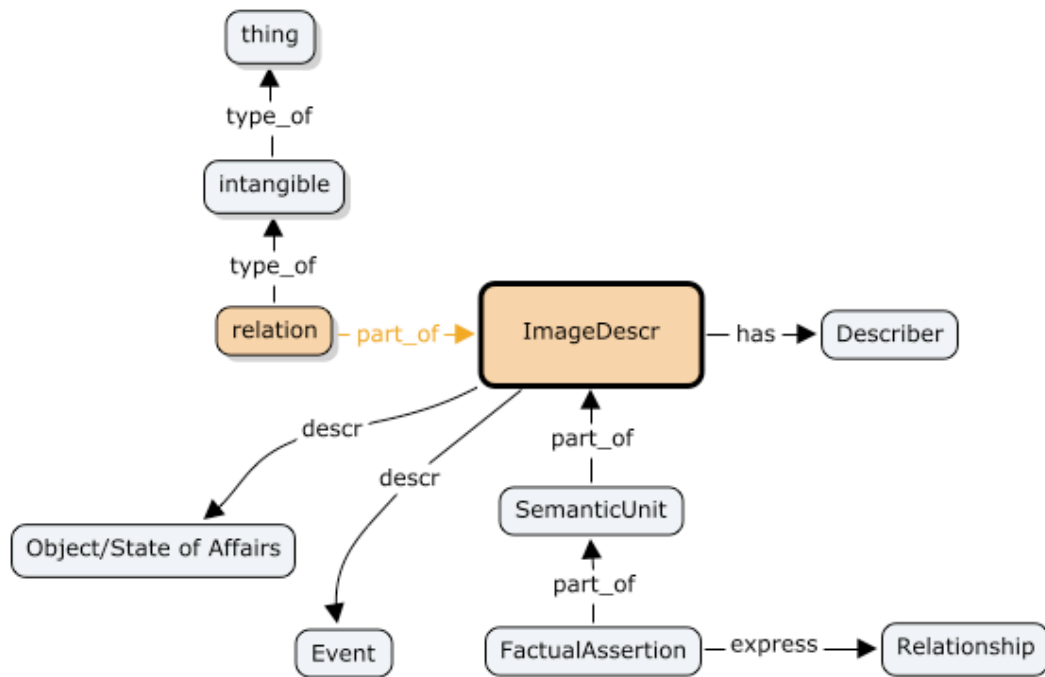 thing
type_of
intangible
type_of
relation
part_of
ImageDescr
has
Describer
descr
part_of
descr
SemanticUnit
Object/State of Affairs
part_of
Event
FactualAssertion
express
Relationship